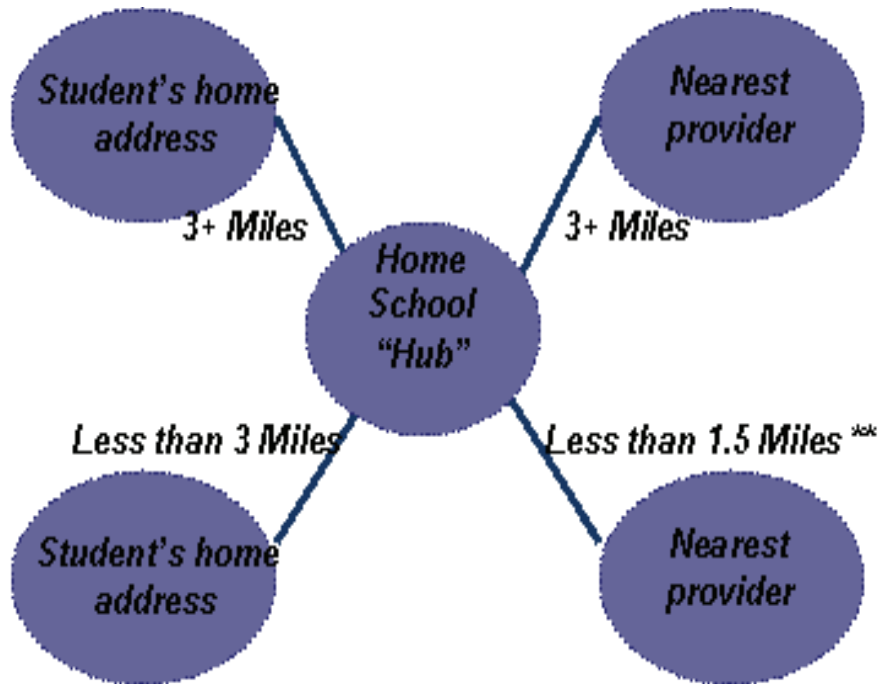 Student's home
address
Nearest
provider
3+ Miles
3+ Miles
Home
School
“Hub”
Less than 3 Miles
Less than 1.5 Miles **
Student's home
address
Nearest
provider